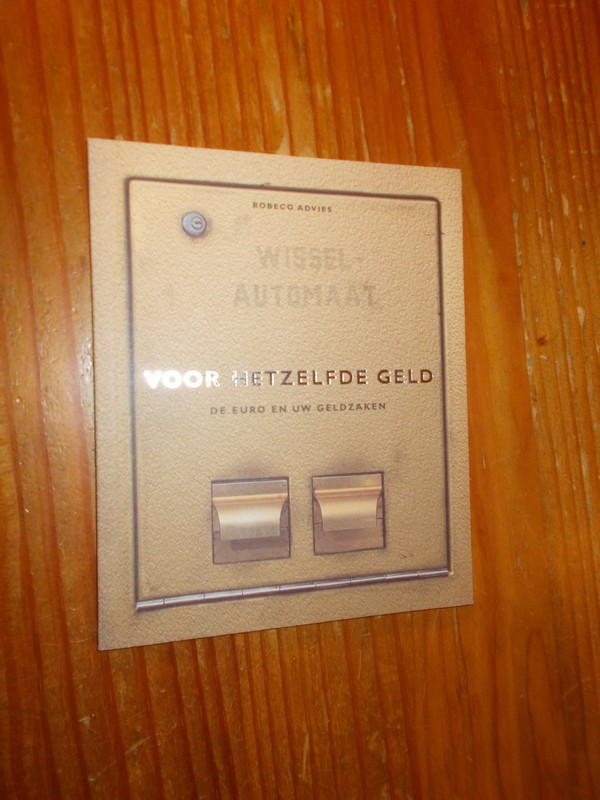 ROBECO ADVIES
WISSEL-
AUTOMAAT
VOOR HETZELFDE GELD
DE EURO EN UW GELDZAKEN